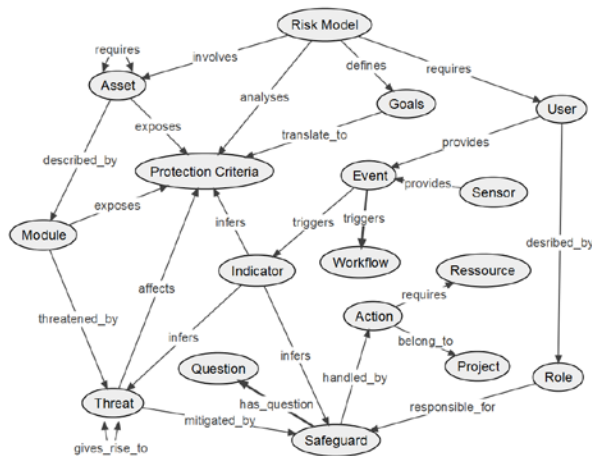 Risk Model
requires
involves
defines
requires
Asset
analyses
Goals
User
exposes
translate_to
provides
described_by
Protection Criteria
Event
provides
Sensor
exposes
triggers
triggers
Module
infers
Indicator
Workflow
Ressource
desribed_by
affects
requires
Action
threatened_by
infers
infers
belong_to
Question
handled_by
Project
Role
Threat
has_question
mitigated_by
responsible_for
Safeguard
gives_rise_to